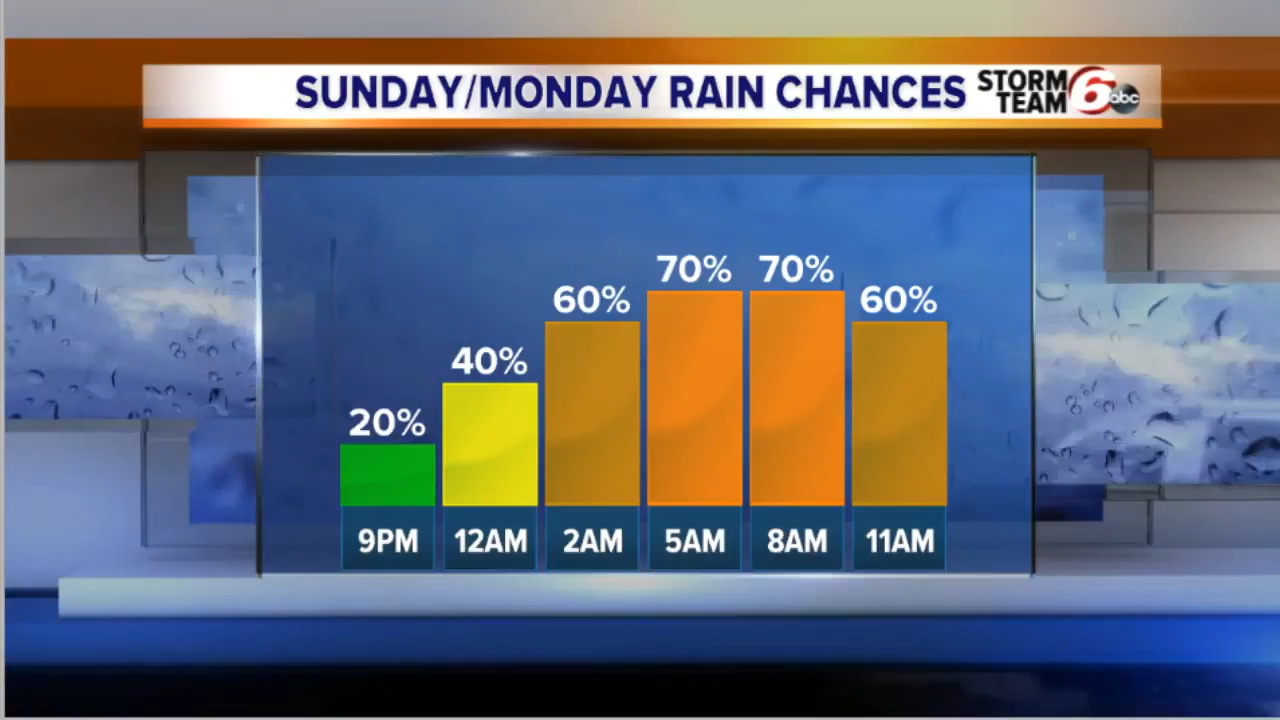 SUNDAY/MONDAY RAIN CHANCES
STORM
TEAM
6
abc
70% 70%
60% 60%
40%
20%
9PM 12AM 2AM 5AM 8AM 11AM